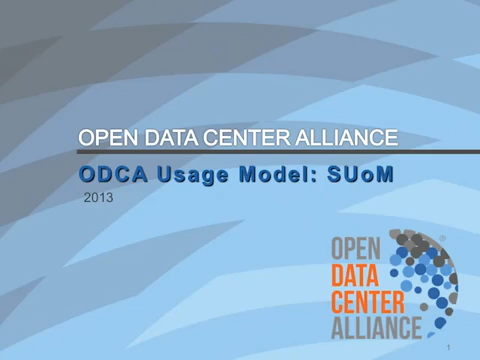 OPEN DATA CENTER ALLIANCE
ODCA Usage Model: SUoM
2013
OPEN
DATA
CENTER
ALLIANCE
1